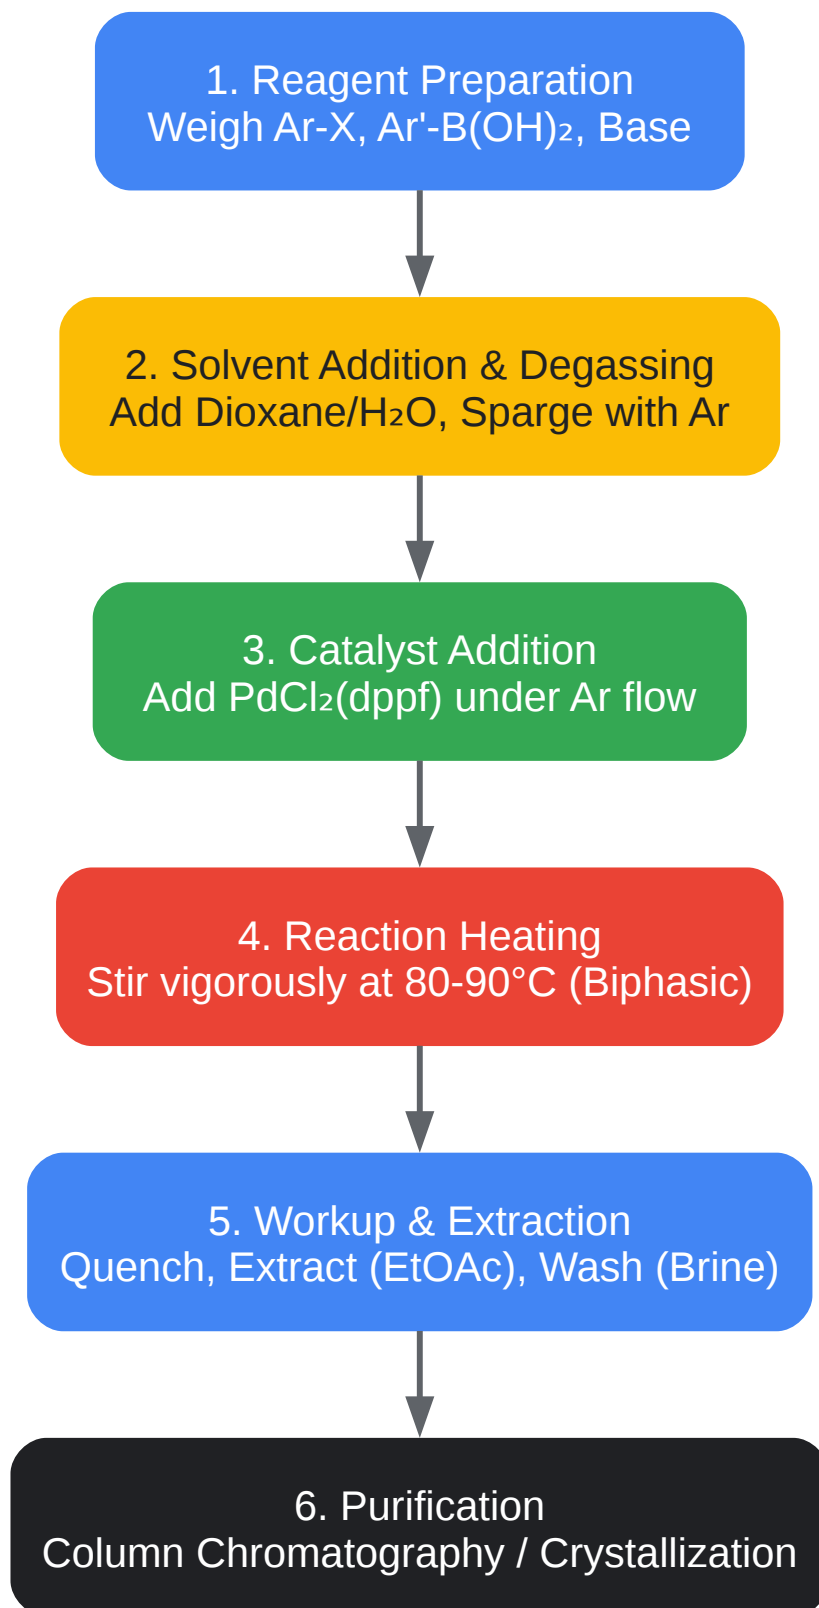 1. Reagent Preparation
Weigh Ar-X, Ar'-B(OH)₂, Base
2. Solvent Addition & Degassing
Add Dioxane/H₂O, Sparge with Ar
3. Catalyst Addition
Add PdCl₂(dppf) under Ar flow
4. Reaction Heating
Stir vigorously at 80-90°C (Biphasic)
5. Workup & Extraction
Quench, Extract (EtOAc), Wash (Brine)
6. Purification
Column Chromatography / Crystallization